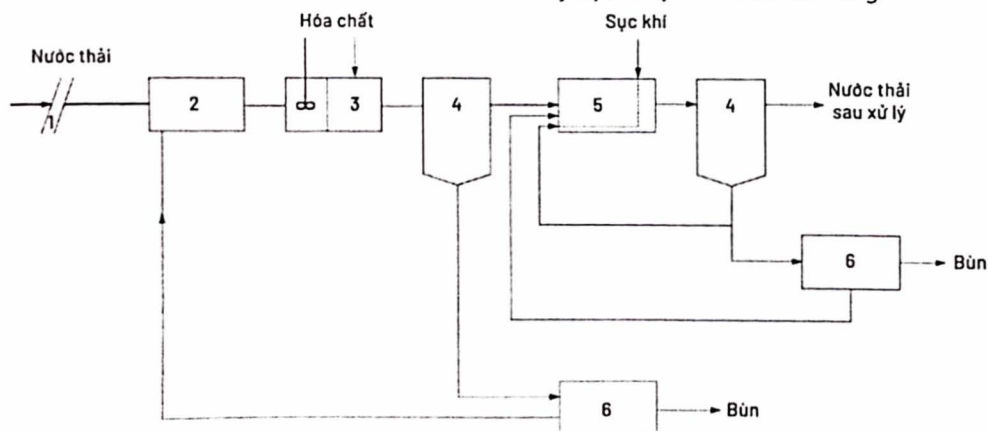 Hóa chất
Sục khí
Nước thải
1
2
3
4
5
4
Nước thải
sau xử lý
6
Bùn
6
Bùn